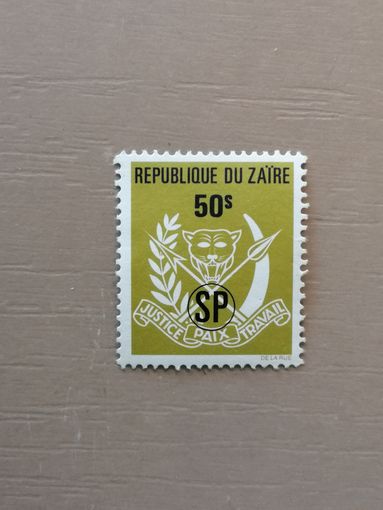 REPUBLIQUE DU ZAÏRE
50s
SP
JUSTICE PAIX TRAVAIL
DE LA RUE